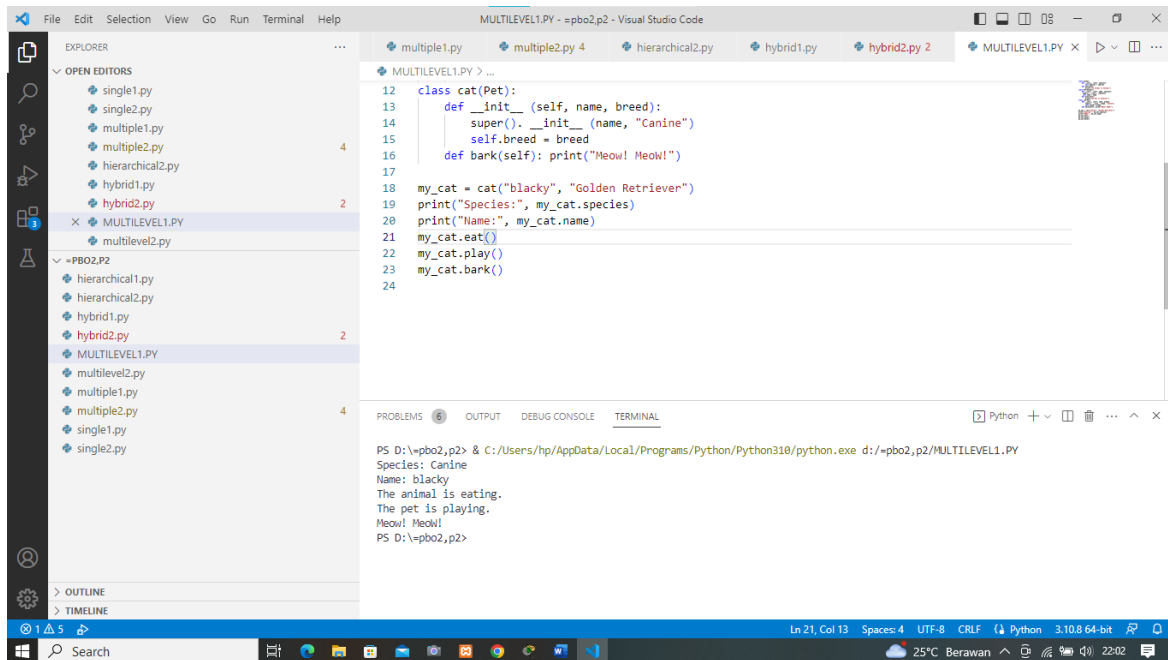 File Edit Selection View Go Run Terminal Help MULTILEVEL1.PY - =pbo2,p2 - Visual Studio Code
EXPLORER ...
multiple1.py multiple2.py 4 hierarchical2.py hybrid1.py hybrid2.py 2 MULTILEVEL1.PY
OPEN EDITORS
single1.py
single2.py
multiple1.py
multiple2.py 4
hierarchical2.py
hybrid1.py
hybrid2.py 2
MULTILEVEL1.PY
multilevel2.py
=PBO2,P2
hierarchical1.py
hierarchical2.py
hybrid1.py
hybrid2.py 2
MULTILEVEL1.PY
multilevel2.py
multiple1.py
multiple2.py 4
single1.py
single2.py
OUTLINE
TIMELINE
3
MULTILEVEL1.PY > ...
12 class cat(Pet):
13 def __init__ (self, name, breed):
14 super(). __init__ (name, "Canine")
15 self.breed = breed
16 def bark(self): print("Meow! MeoW!")
17
18 my_cat = cat("blacky", "Golden Retriever")
19 print("Species:", my_cat.species)
20 print("Name:", my_cat.name)
21 my_cat.eat()
22 my_cat.play()
23 my_cat.bark()
24
PROBLEMS 6 OUTPUT DEBUG CONSOLE TERMINAL Python
PS D:\=pbo2,p2> & C:/Users/hp/AppData/Local/Programs/Python/Python310/python.exe d:/=pbo2,p2/MULTILEVEL1.PY
Species: Canine
Name: blacky
The animal is eating.
The pet is playing.
Meow! MeoW!
PS D:\=pbo2,p2>
1 5 Ln 21, Col 13 Spaces: 4 UTF-8 CRLF Python 3.10.8 64-bit
Search 25°C Berawan 22:02